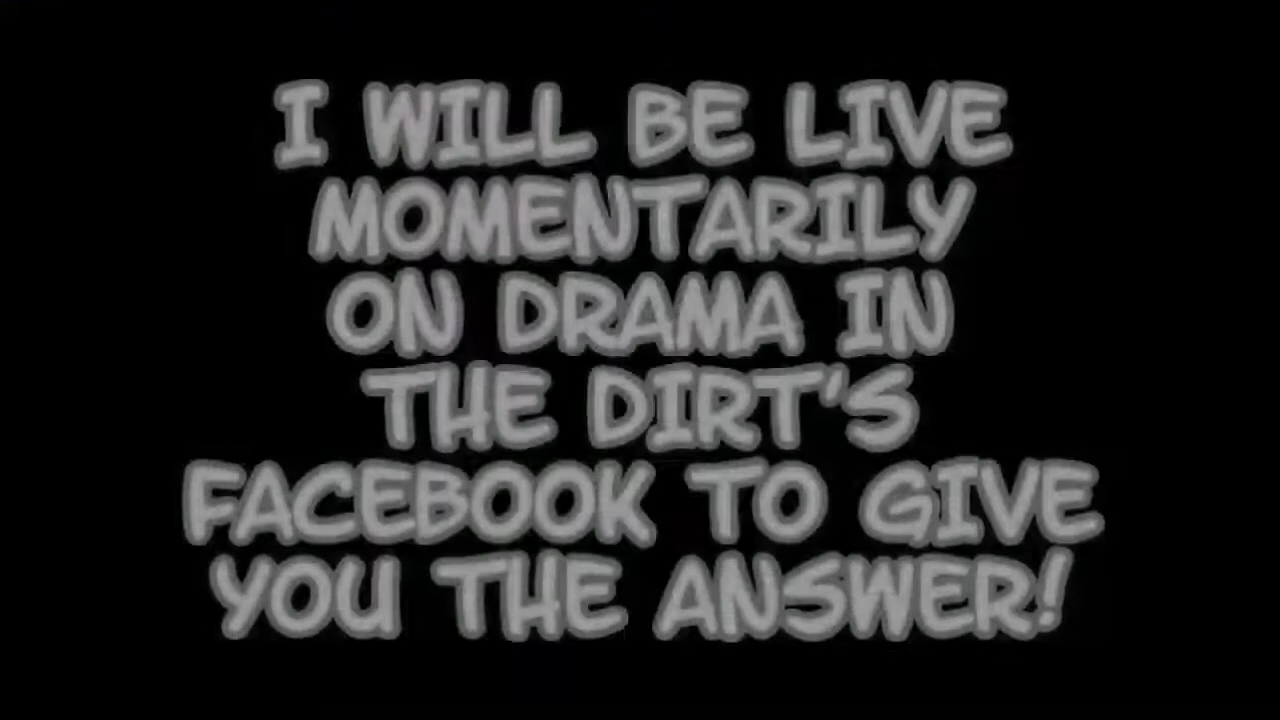 I WILL BE LIVE
MOMENTARILY
ON DRAMA IN
THE DIRT'S
FACEBOOK TO GIVE
YOU THE ANSWER!